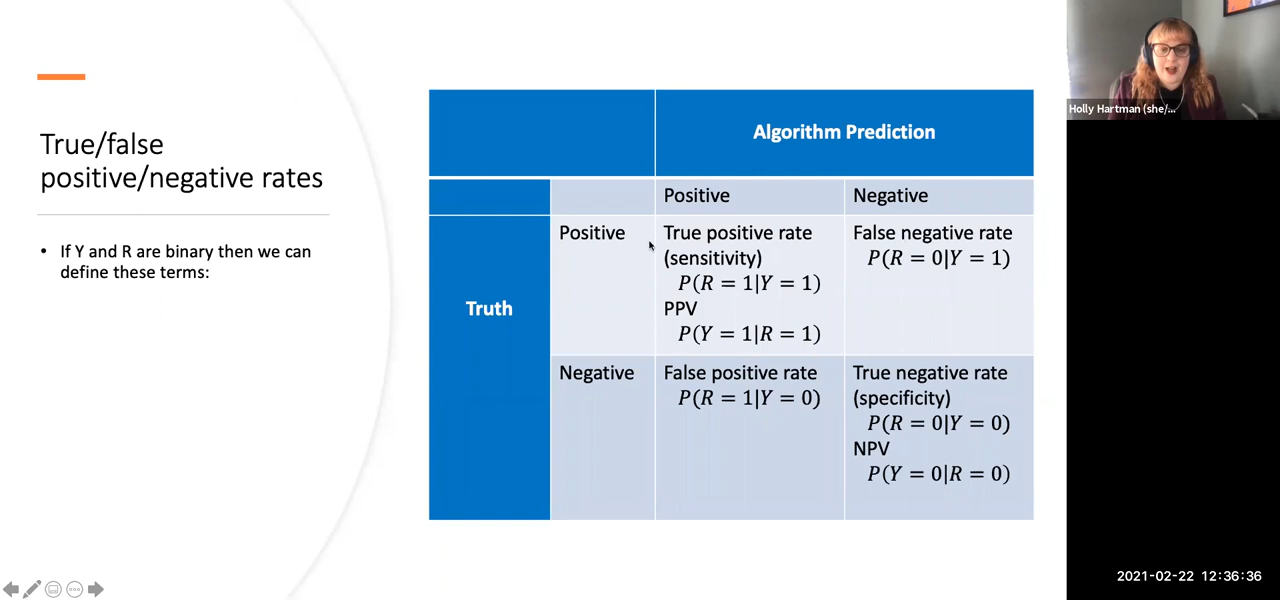 True/false
positive/negative rates
• If Y and R are binary then we can
define these terms:
Algorithm Prediction
Positive
Negative
Truth
Positive
True positive rate
(sensitivity)
P(R = 1|Y = 1)
PPV
P(Y = 1|R = 1)
False negative rate
P(R = 0|Y = 1)
Negative
False positive rate
P(R = 1|Y = 0)
True negative rate
(specificity)
P(R = 0|Y = 0)
NPV
P(Y = 0|R = 0)
Holly Hartman (she/...
2021-02-22 12:36:36